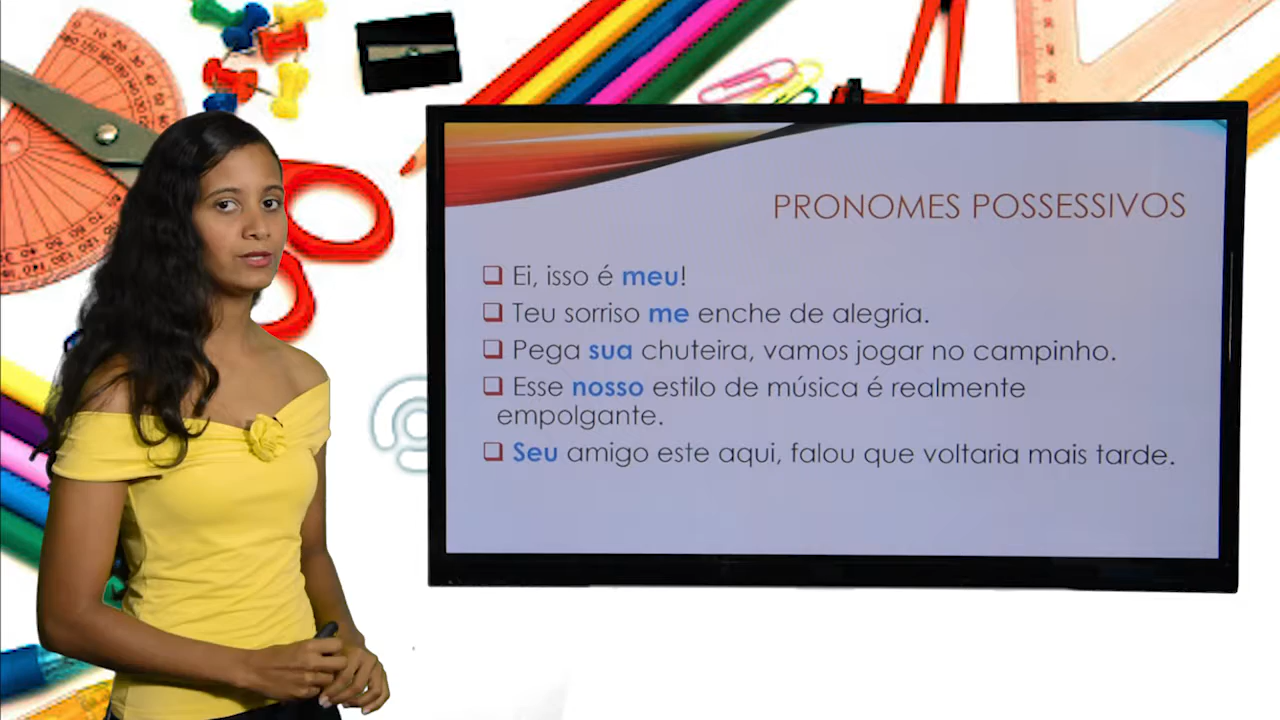 PRONOMES POSSESSIVOS
❑ Ei, isso é meu!
❑ Teu sorriso me enche de alegria.
❑ Pega sua chuteira, vamos jogar no campinho.
❑ Esse nosso estilo de música é realmente
empolgante.
❑ Seu amigo este aqui, falou que voltaria mais tarde.